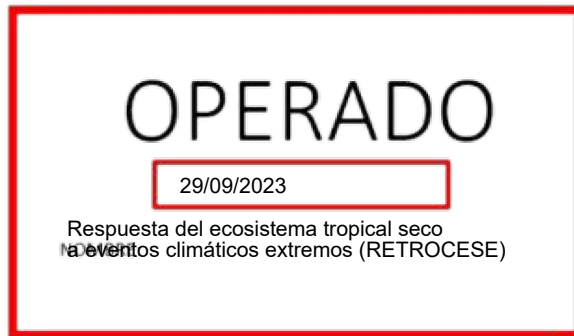 OPERADO
29/09/2023
Respuesta del ecosistema tropical seco
a eventos climáticos extremos (RETROCESE)